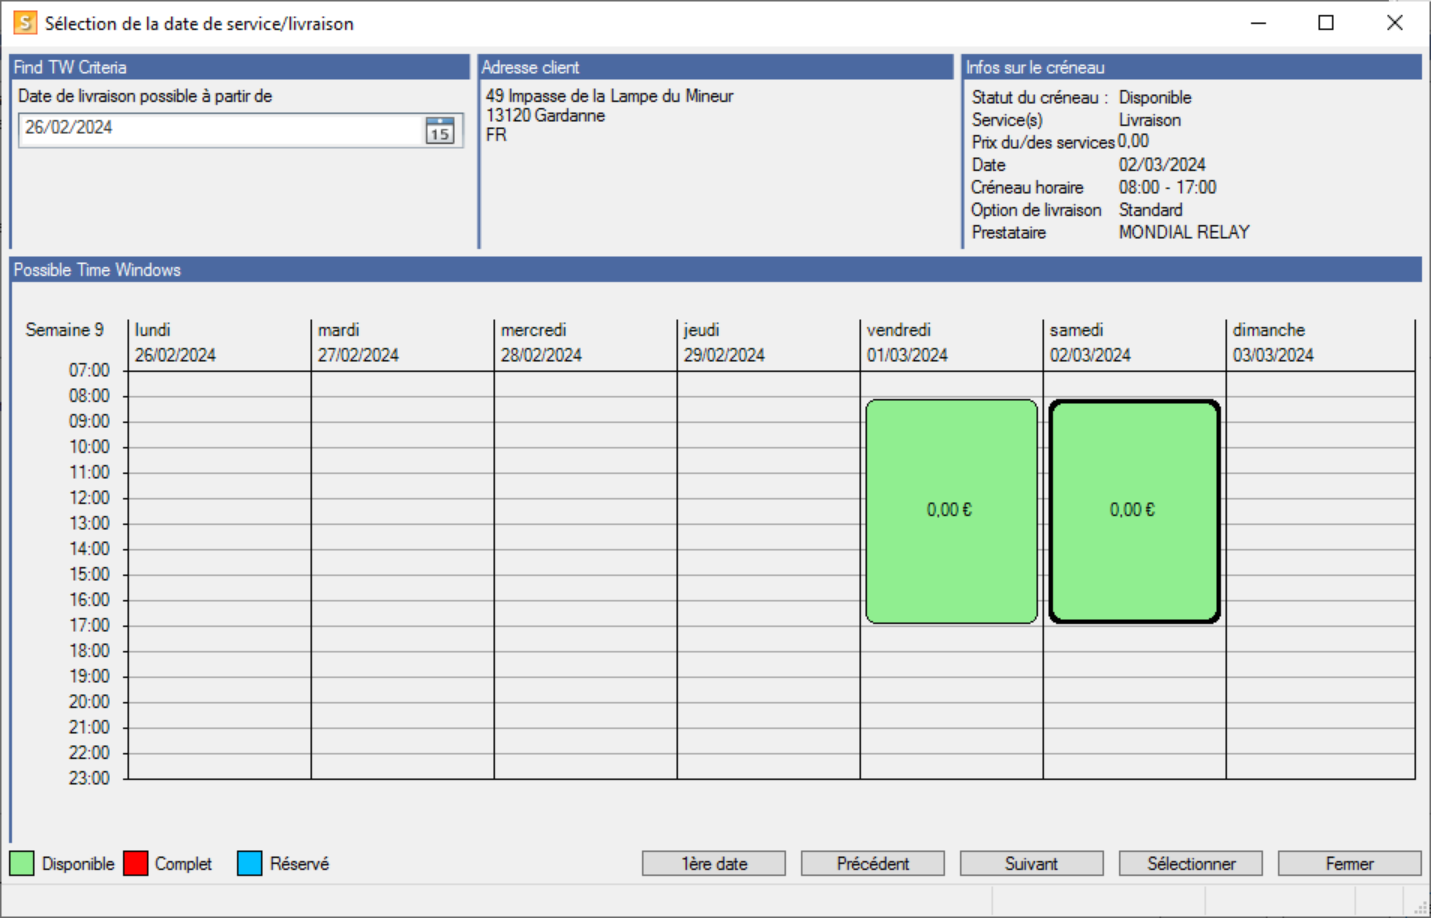 S Sélection de la date de service/livraison
Find TW Criteria
Date de livraison possible à partir de
26/02/2024
15
Adresse client
49 Impasse de la Lampe du Mineur
13120 Gardanne
FR
Infos sur le créneau
Statut du créneau : Disponible
Service(s) Livraison
Prix du/des services 0,00
Date 02/03/2024
Créneau horaire 08:00 - 17:00
Option de livraison Standard
Prestataire MONDIAL RELAY
Possible Time Windows
Semaine 9 lundi mardi mercredi jeudi vendredi samedi dimanche
26/02/2024 27/02/2024 28/02/2024 29/02/2024 01/03/2024 02/03/2024 03/03/2024
07:00
08:00
09:00
10:00
11:00
12:00
0,00 € 0,00 €
13:00
14:00
15:00
16:00
17:00
18:00
19:00
20:00
21:00
22:00
23:00
Disponible Complet Réservé 1ère date Précédent Suivant Sélectionner Fermer